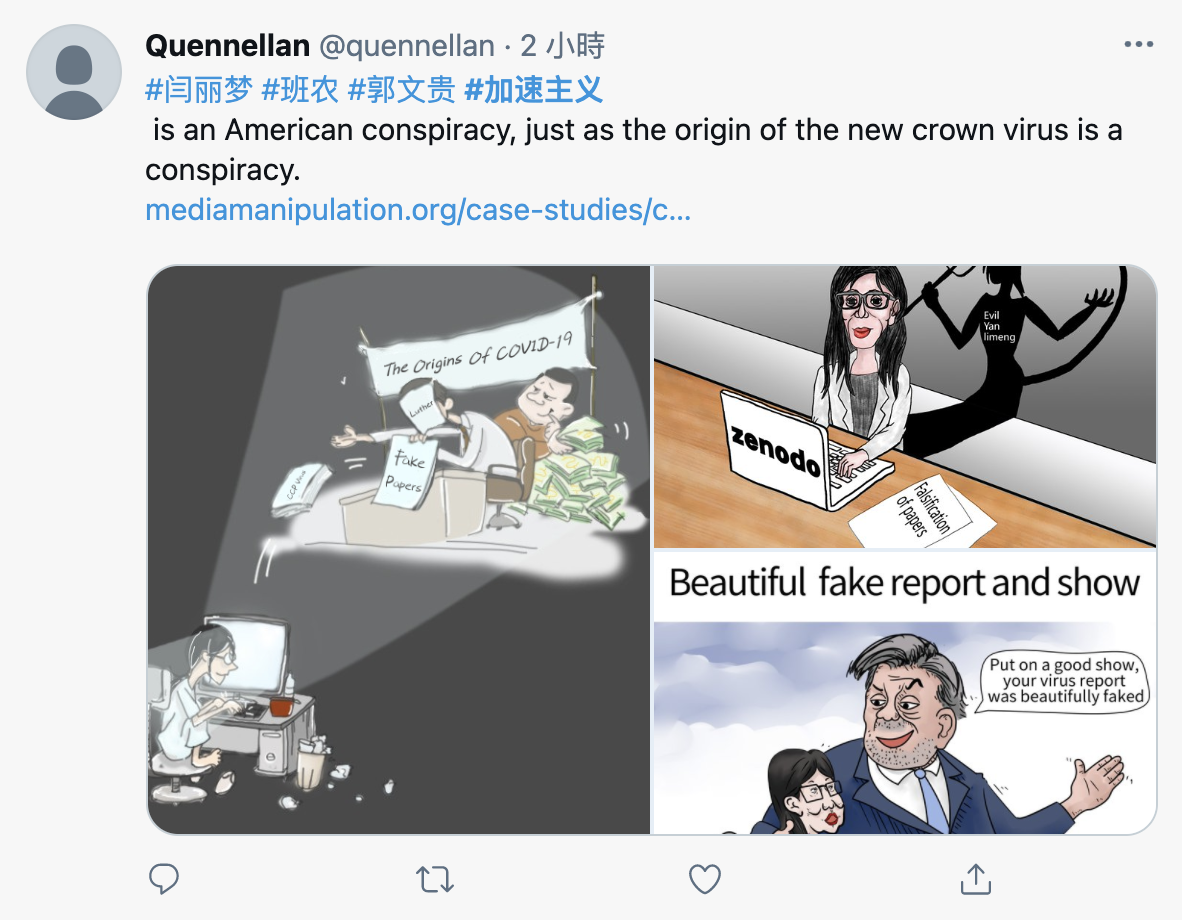 Quennellan @quennellan · 2 小時
#闫丽梦 #班农 #郭文贵 #加速主义
is an American conspiracy, just as the origin of the new crown virus is a
conspiracy.
mediamanipulation.org/case-studies/c...
The Origins Of COVID-19
Luther
Fake
Papers
CCP Virus
Evil
Yan
limeng
zenodo
Falsification
of papers
Beautiful fake report and show
Put on a good show,
your virus report
was beautifully faked